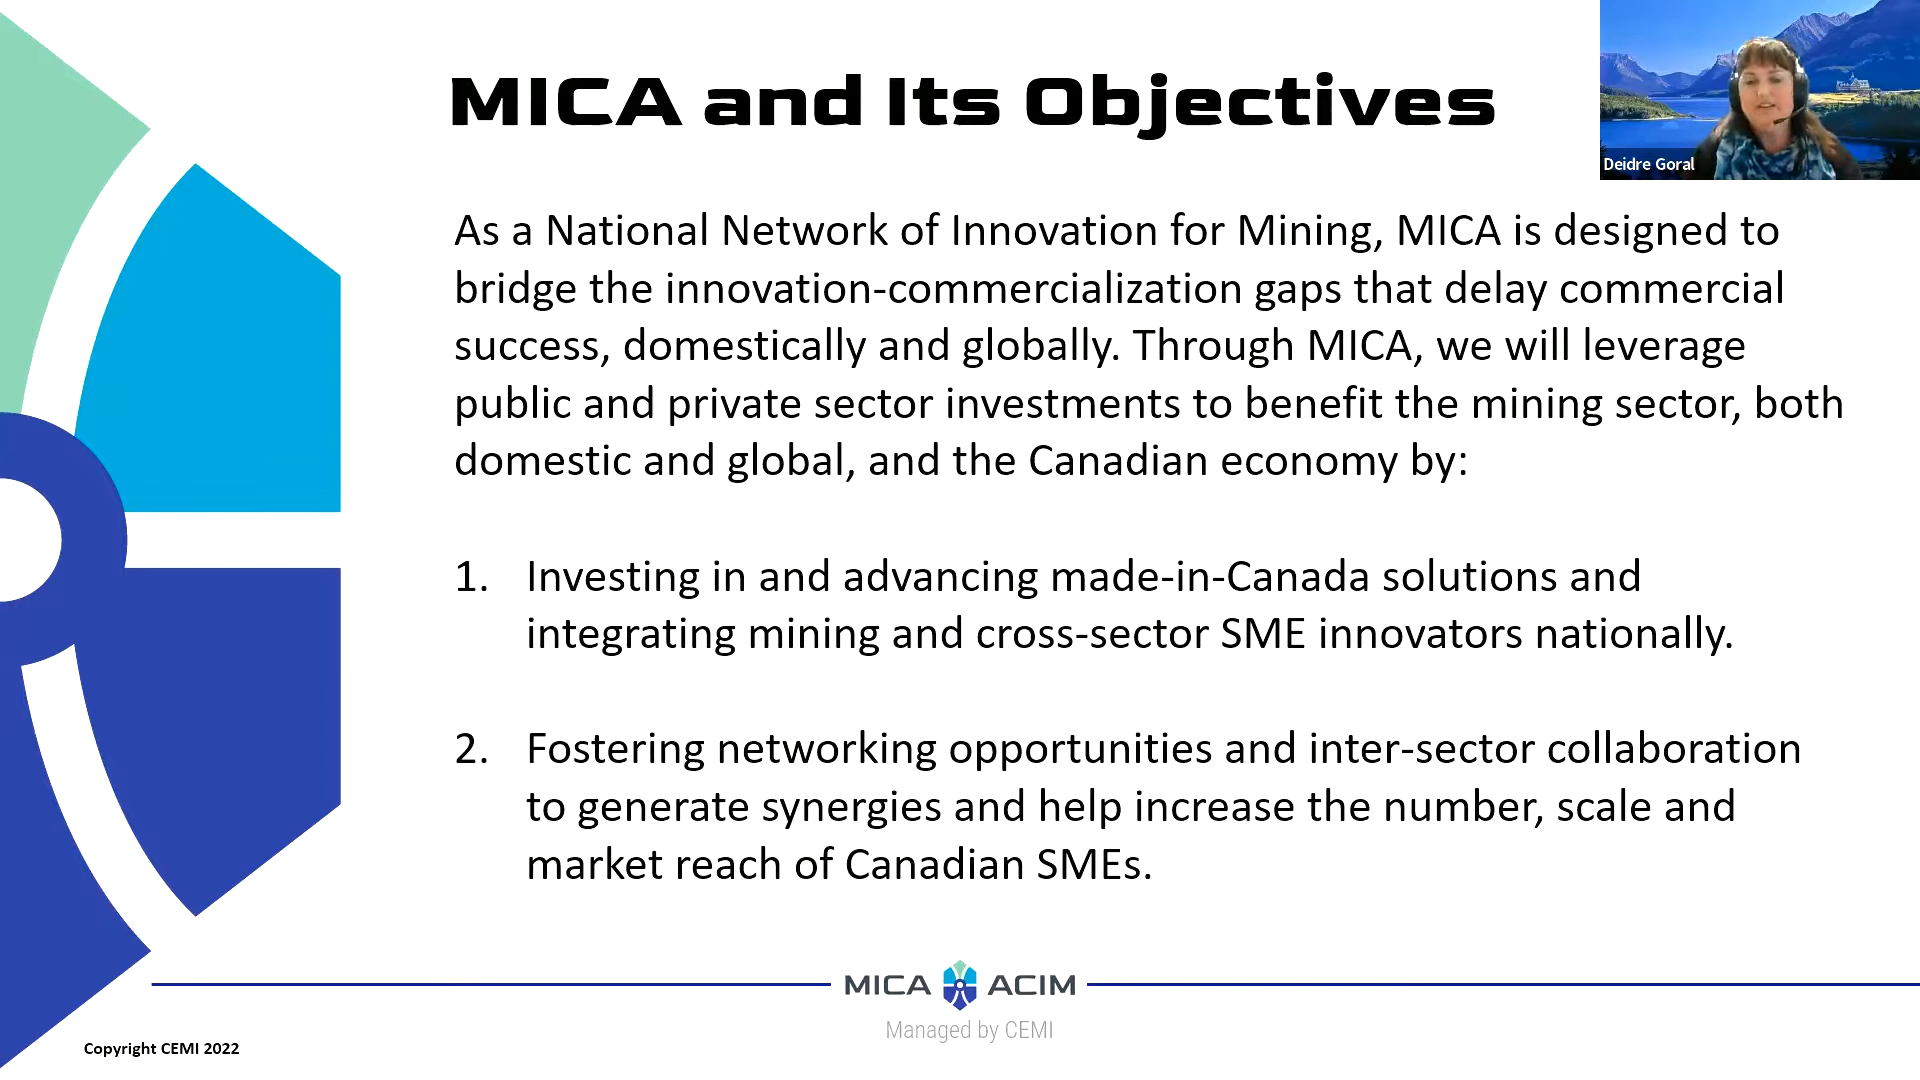 MICA and Its Objectives
Deidre Goral
As a National Network of Innovation for Mining, MICA is designed to
bridge the innovation-commercialization gaps that delay commercial
success, domestically and globally. Through MICA, we will leverage
public and private sector investments to benefit the mining sector, both
domestic and global, and the Canadian economy by:
1. Investing in and advancing made-in-Canada solutions and
integrating mining and cross-sector SME innovators nationally.
2. Fostering networking opportunities and inter-sector collaboration
to generate synergies and help increase the number, scale and
market reach of Canadian SMEs.
MICA ACIM
Managed by CEMI
Copyright CEMI 2022